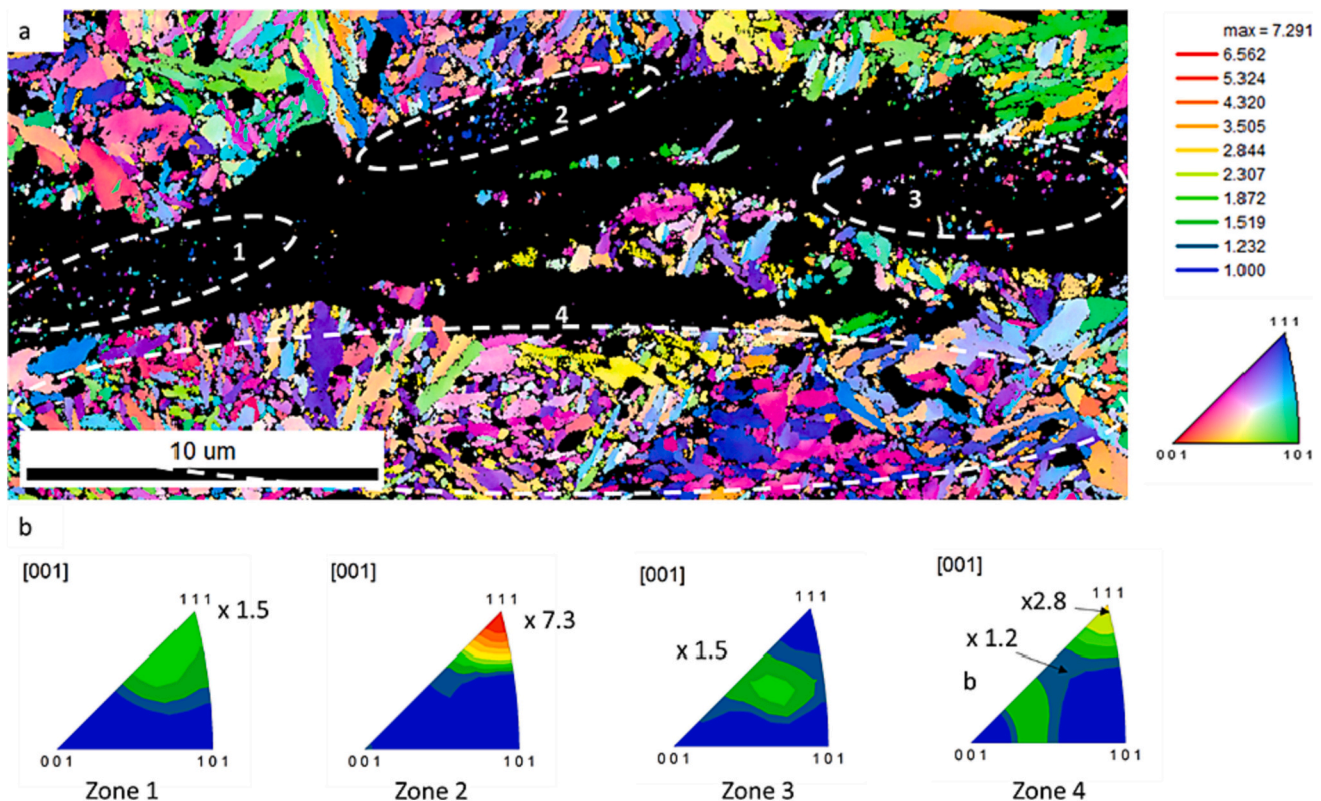 a
2
3
1
4
10 um
max = 7.291
6.562
5.324
4.320
3.505
2.844
2.307
1.872
1.519
1.232
1.000
1 1 1
0 0 1
1 0 1
b
[001]
1 1 1
x 1.5
0 0 1
1 0 1
Zone 1
[001]
1 1 1
x 7.3
0 0 1
1 0 1
Zone 2
[001]
1 1 1
x 1.5
0 0 1
1 0 1
Zone 3
[001]
1 1 1
x2.8
x 1.2
b
0 0 1
1 0 1
Zone 4